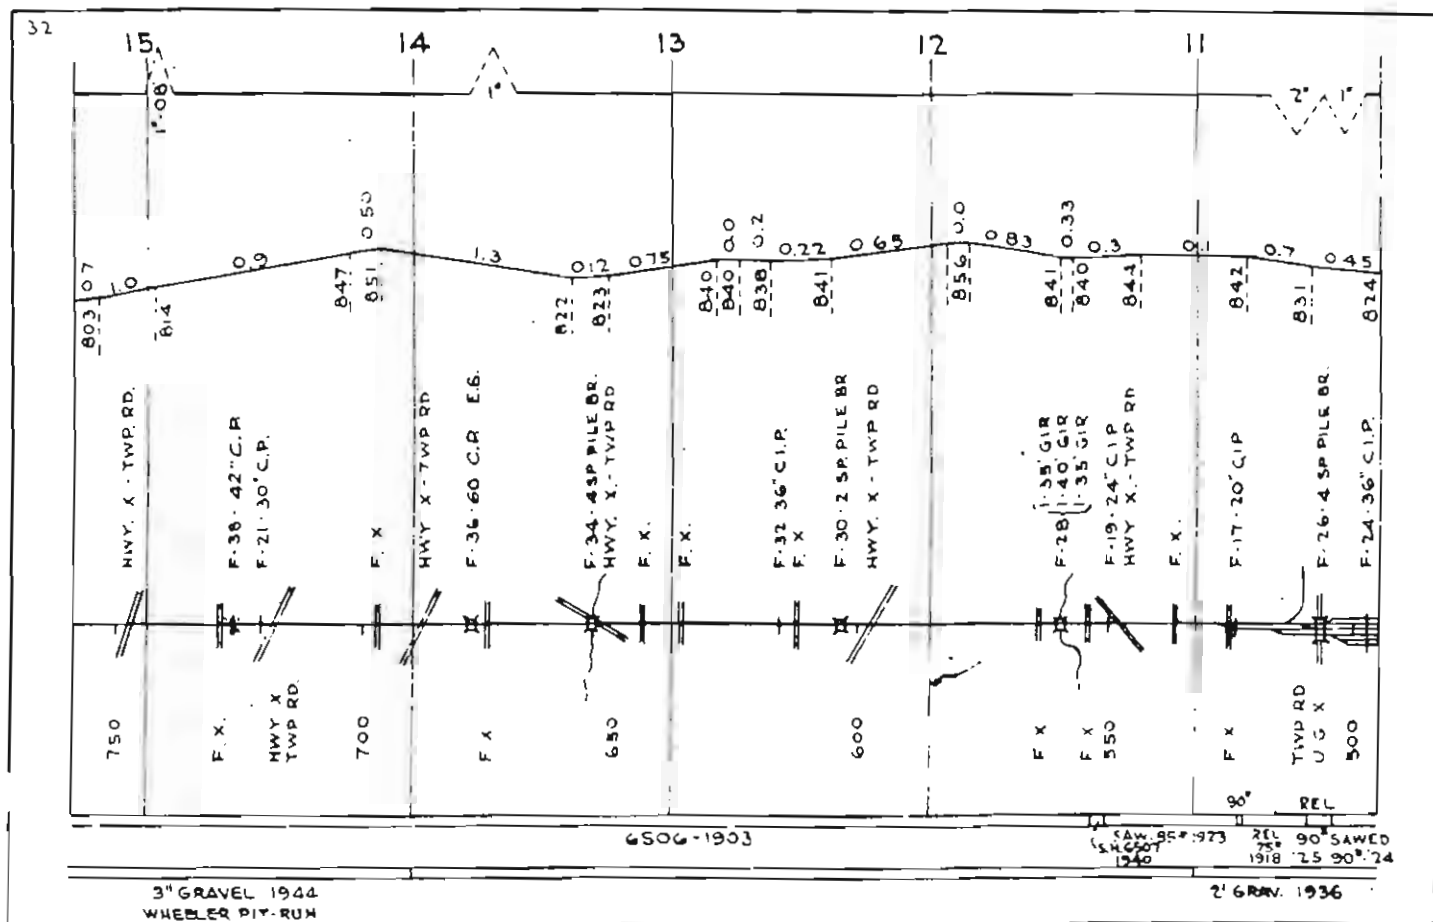 32
15 14 13 12 11
1°-08
1°
2° 1°
0.7
1.0
0.9
0.50
1.3
0.12
0.75
0.0
0.2
0.22
0.65
0.0
0.83
0.33
0.3
0.1
0.7
0.45
803
814
847
851
822
823
840
840
838
841
856
841
840
844
842
831
824
HWY. X - TWP. RD.
F-38-42" C.P.
F-21-30" C.P.
F. X
HWY X - TWP RD
F-36-60 C.P. E.B.
F-34-4 SP. PILE BR.
HWY. X. - TWP RD
F. X.
F. X.
F-32 36" C.I.P.
F. X
F-30-2 SP. PILE BR
HWY. X - TWP RD
F-28
1-35' GIR
1-40' GIR
1-35' GIR
F-19-24" C I P
HWY X. - TWP RD
F. X.
F-17-20" C I P
F-26-4 SP PILE BR.
F-24-36" C.I.P.
750
F. X.
HWY X
TWP RD.
700
F X
650
600
F X
F X
550
F X
TWP RD
U G X
500
90# REL
6506-1903
SAW. 85# 1923
S.H. 6507
1940
REL
75#
1918
90# SAWED
'25 90# '24
3" GRAVEL 1944
WHEELER PIT-RUN
2" GRAV. 1936